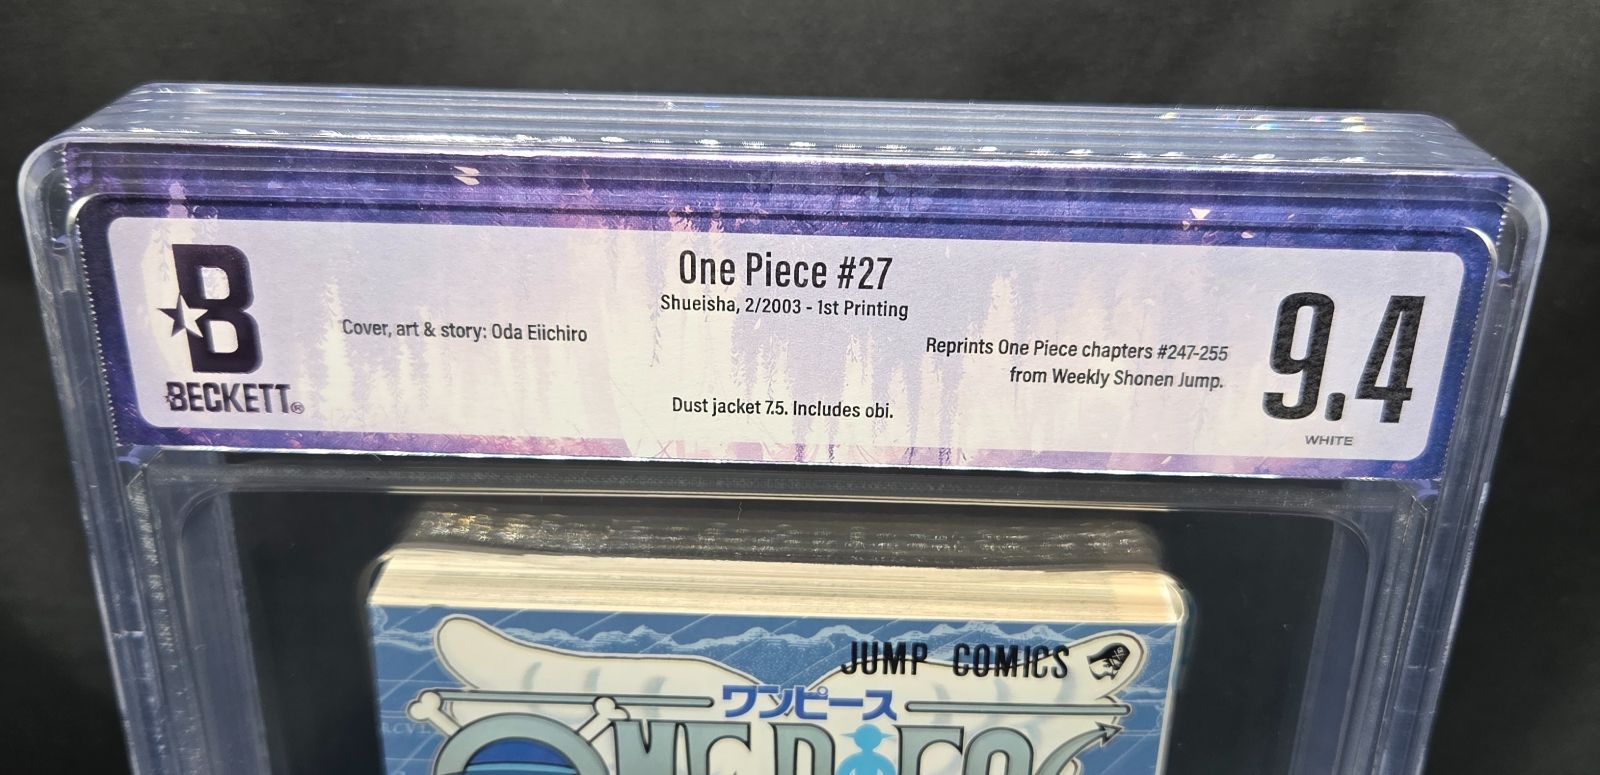 One Piece #27
Shueisha, 2/2003 - 1st Printing
Cover, art & story: Oda Eiichiro
Reprints One Piece chapters #247-255
from Weekly Shonen Jump.
Dust jacket 7.5. Includes obi.
B
BECKETT®
9.4
WHITE
JUMP COMICS
ワンピース
ONE PIECE